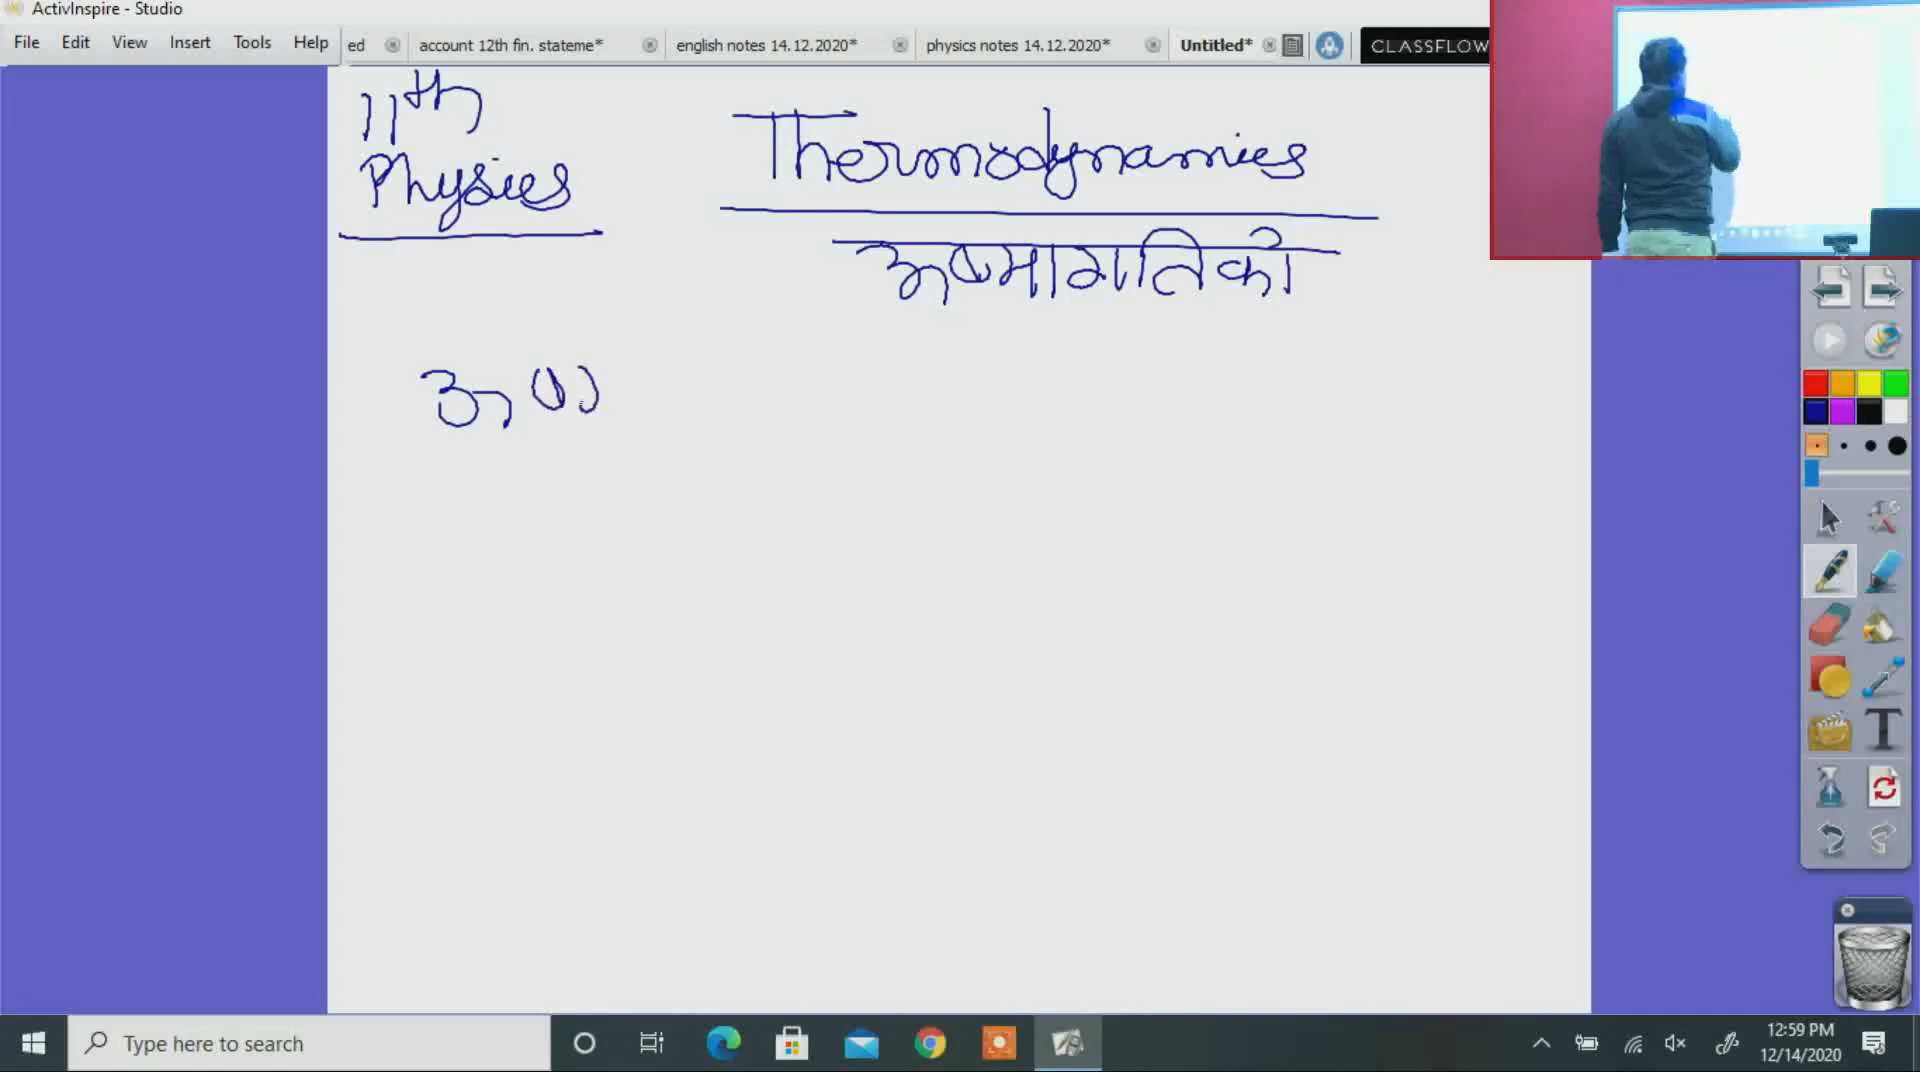 ActivInspire - Studio
File Edit View Insert Tools Help ed account 12th fin. stateme* english notes 14.12.2020* physics notes 14.12.2020* Untitled* CLASSFLOW
11th
Physics
Thermodynamics
ऊष्मागतिकी
Type here to search
12:59 PM
12/14/2020